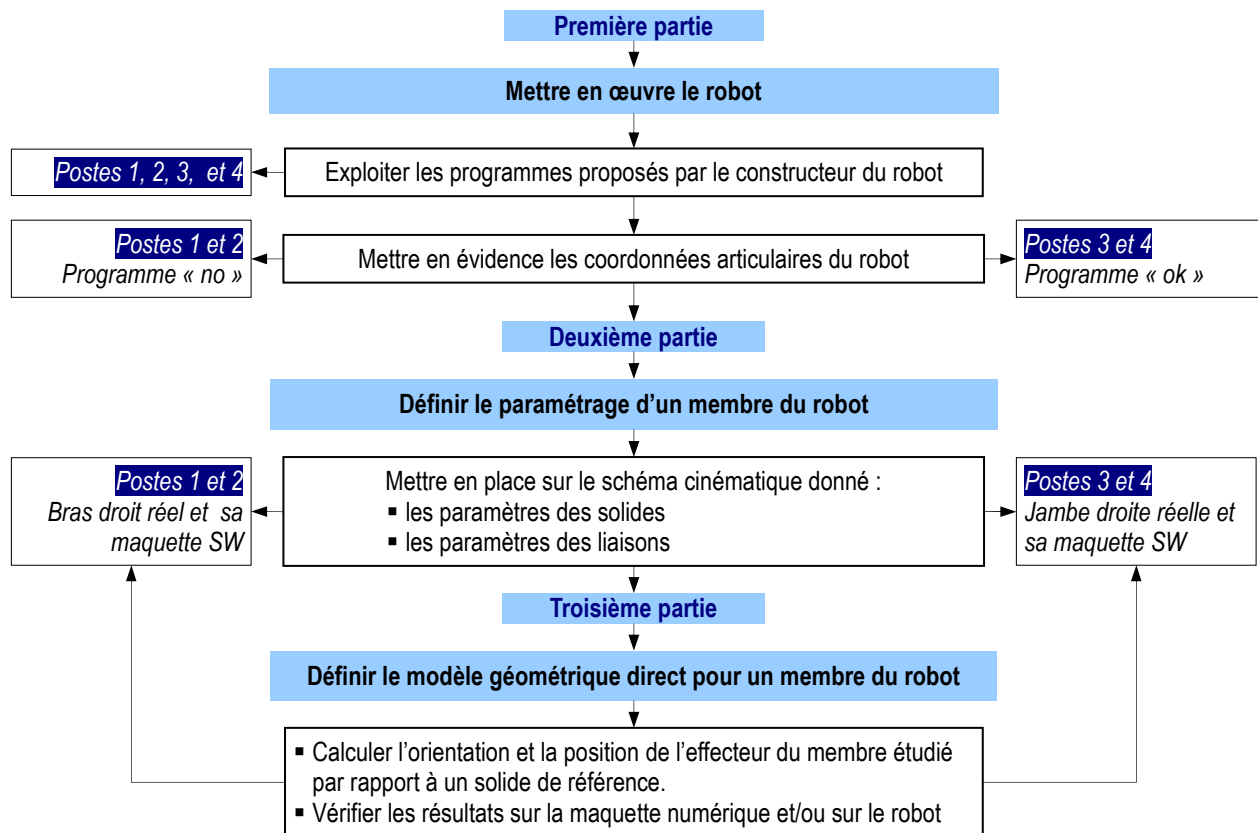 Première partie
Mettre en œuvre le robot
Postes 1, 2, 3, et 4
Exploiter les programmes proposés par le constructeur du robot
Postes 1 et 2
Programme « no »
Mettre en évidence les coordonnées articulaires du robot
Postes 3 et 4
Programme « ok »
Deuxième partie
Définir le paramétrage d'un membre du robot
Postes 1 et 2
Bras droit réel et sa
maquette SW
Mettre en place sur le schéma cinématique donné :
▪ les paramètres des solides
▪ les paramètres des liaisons
Postes 3 et 4
Jambe droite réelle et
sa maquette SW
Troisième partie
Définir le modèle géométrique direct pour un membre du robot
▪ Calculer l'orientation et la position de l'effecteur du membre étudié
par rapport à un solide de référence.
▪ Vérifier les résultats sur la maquette numérique et/ou sur le robot